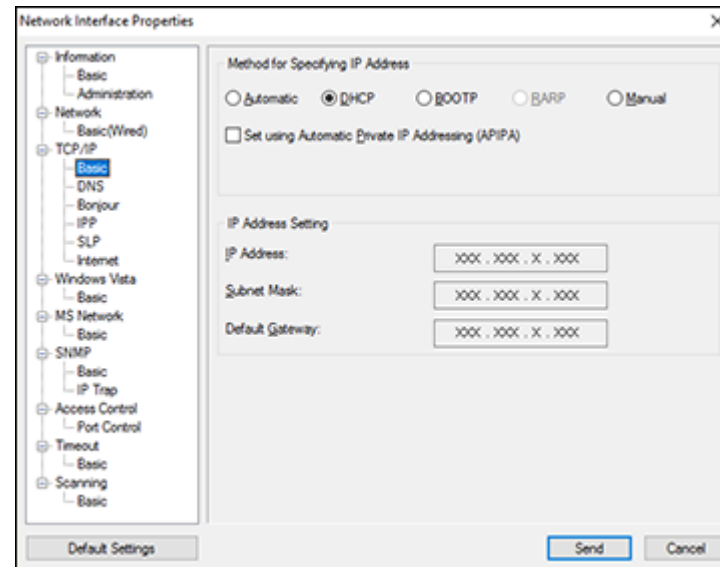 Network Interface Properties
Information
Basic
Administration
Network
Basic(Wired)
TCP/IP
Basic
DNS
Bonjour
IPP
SLP
Internet
Windows Vista
Basic
MS Network
Basic
SNMP
Basic
IP Trap
Access Control
Port Control
Timeout
Basic
Scanning
Basic
Default Settings
Method for Specifying IP Address
Automatic DHCP BOOTP RARP Manual
Set using Automatic Private IP Addressing (APIPA)
IP Address Setting
IP Address: XXX . XXX . X . XXX
Subnet Mask: XXX . XXX . X . XXX
Default Gateway: XXX . XXX . X . XXX
Send Cancel